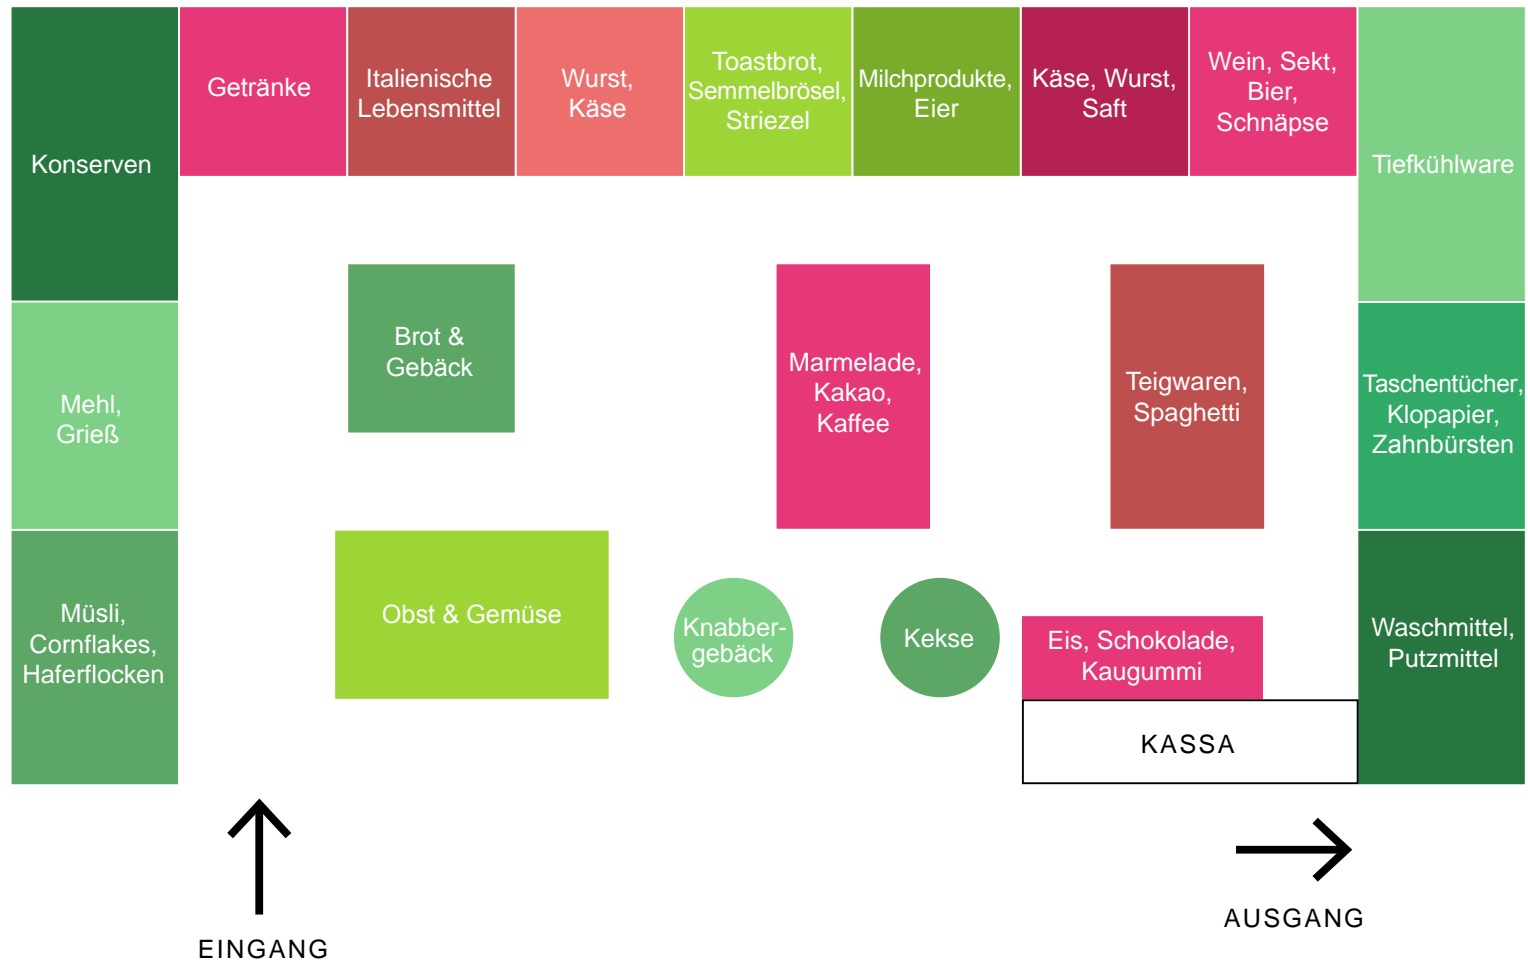 Konserven
Getränke
Italienische
Lebensmittel
Wurst,
Käse
Toastbrot,
Semmelbrösel,
Striezel
Milchprodukte,
Eier
Käse, Wurst,
Saft
Wein, Sekt,
Bier,
Schnäpse
Tiefkühlware
Mehl,
Grieß
Brot &
Gebäck
Marmelade,
Kakao,
Kaffee
Teigwaren,
Spaghetti
Taschentücher,
Klopapier,
Zahnbürsten
Müsli,
Cornflakes,
Haferflocken
Obst & Gemüse
Knabber-
gebäck
Kekse
Eis, Schokolade,
Kaugummi
Waschmittel,
Putzmittel
KASSA
EINGANG
AUSGANG